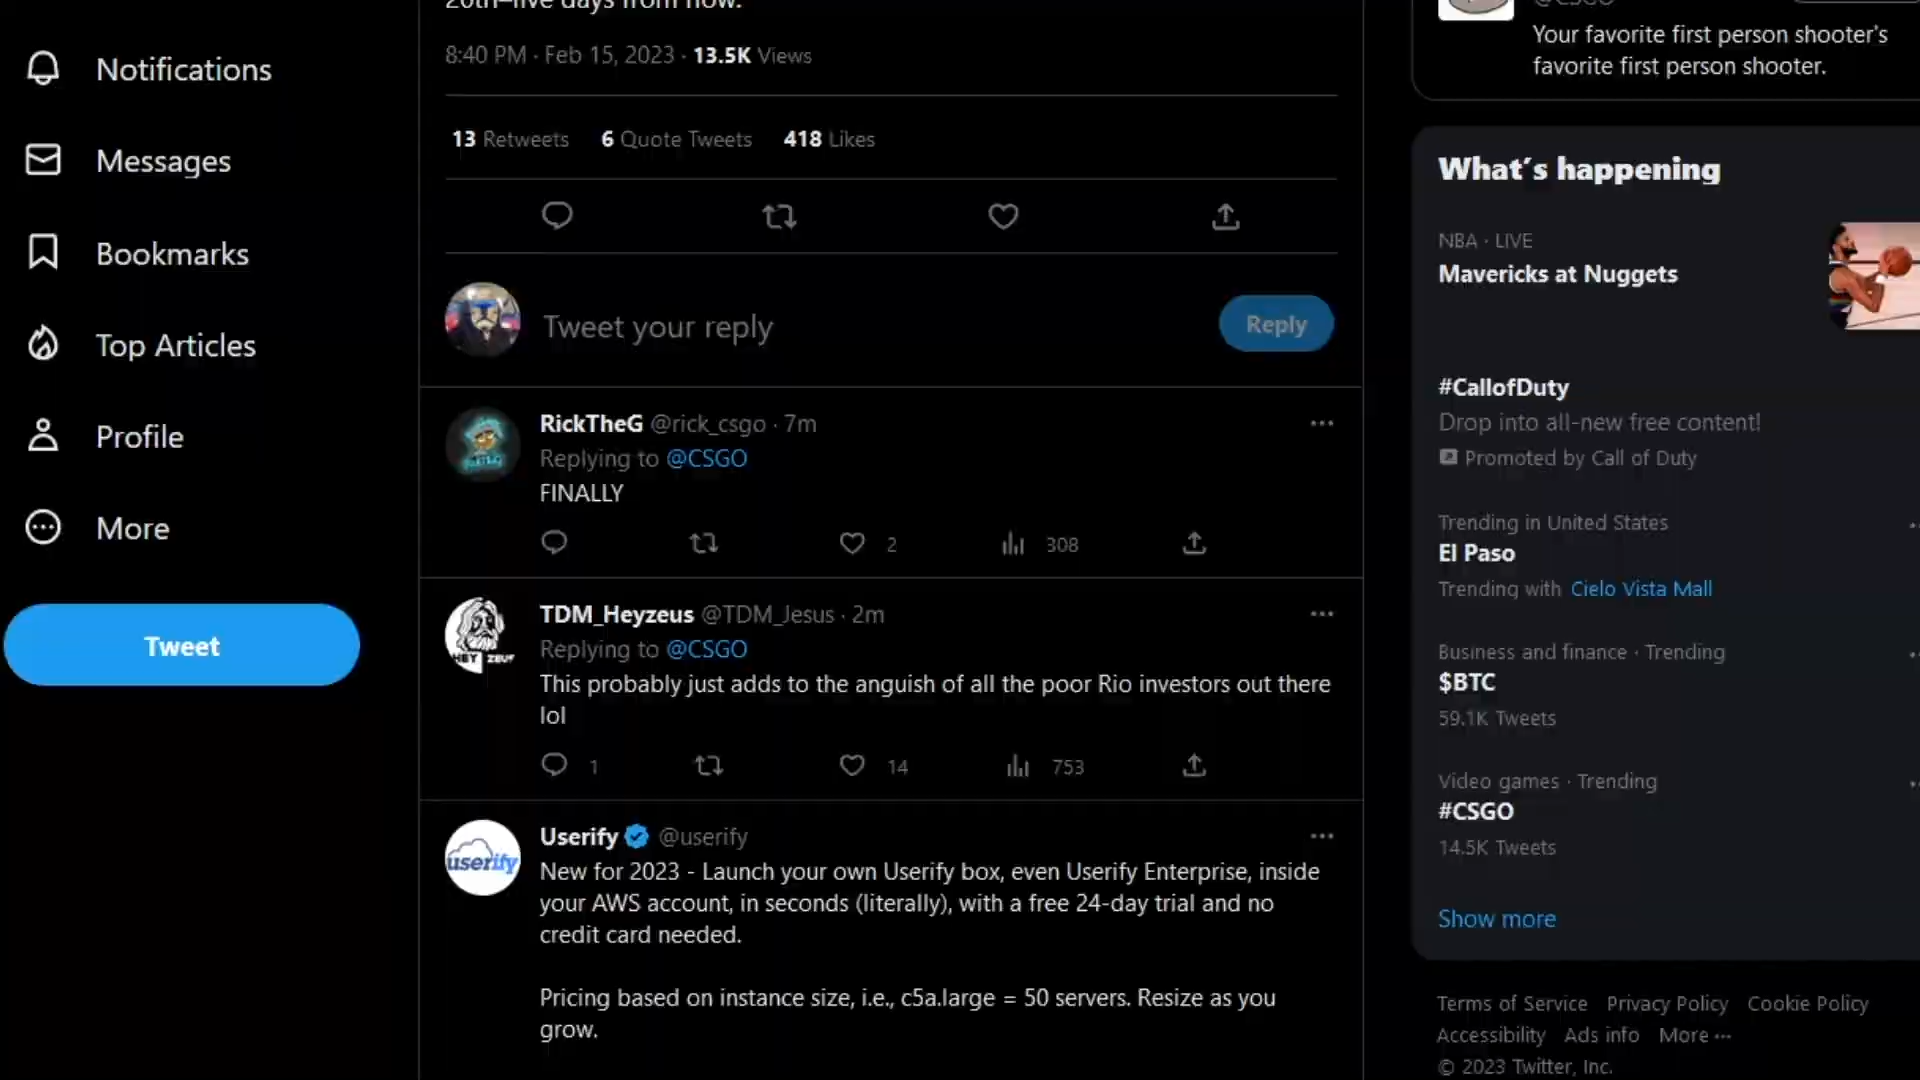 Notifications
Messages
Bookmarks
Top Articles
Profile
More
Tweet
20th—five days from now.
8:40 PM · Feb 15, 2023 · 13.5K Views
13 Retweets 6 Quote Tweets 418 Likes
Tweet your reply
Reply
RickTheG @rick_csgo · 7m
Replying to @CSGO
FINALLY
2 308
TDM_Heyzeus @TDM_Jesus · 2m
Replying to @CSGO
This probably just adds to the anguish of all the poor Rio investors out there
lol
1 14 753
HEY ZEUS
userify
Userify @userify
New for 2023 - Launch your own Userify box, even Userify Enterprise, inside
your AWS account, in seconds (literally), with a free 24-day trial and no
credit card needed.
Pricing based on instance size, i.e., c5a.large = 50 servers. Resize as you
grow.
@CSGO
Your favorite first person shooter's
favorite first person shooter.
What's happening
NBA · LIVE
Mavericks at Nuggets
#CallofDuty
Drop into all-new free content!
Promoted by Call of Duty
Trending in United States
El Paso
Trending with Cielo Vista Mall
Business and finance · Trending
$BTC
59.1K Tweets
Video games · Trending
#CSGO
14.5K Tweets
Show more
Terms of Service Privacy Policy Cookie Policy
Accessibility Ads info More ···
© 2023 Twitter, Inc.